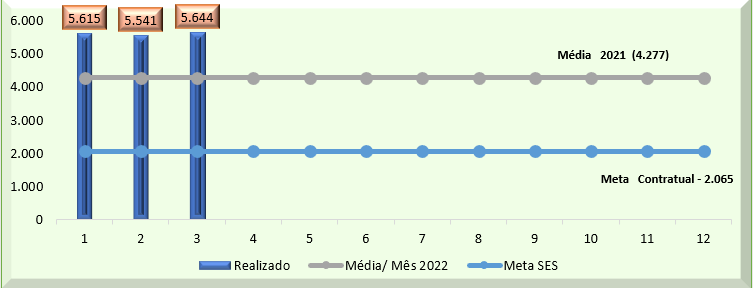 5.615 5.541 5.644
6.000
5.000
4.000
3.000
2.000
1.000
0
Média 2021 (4.277)
Meta Contratual - 2.065
1 2 3 4 5 6 7 8 9 10 11 12
Realizado Média/ Mês 2022 Meta SES